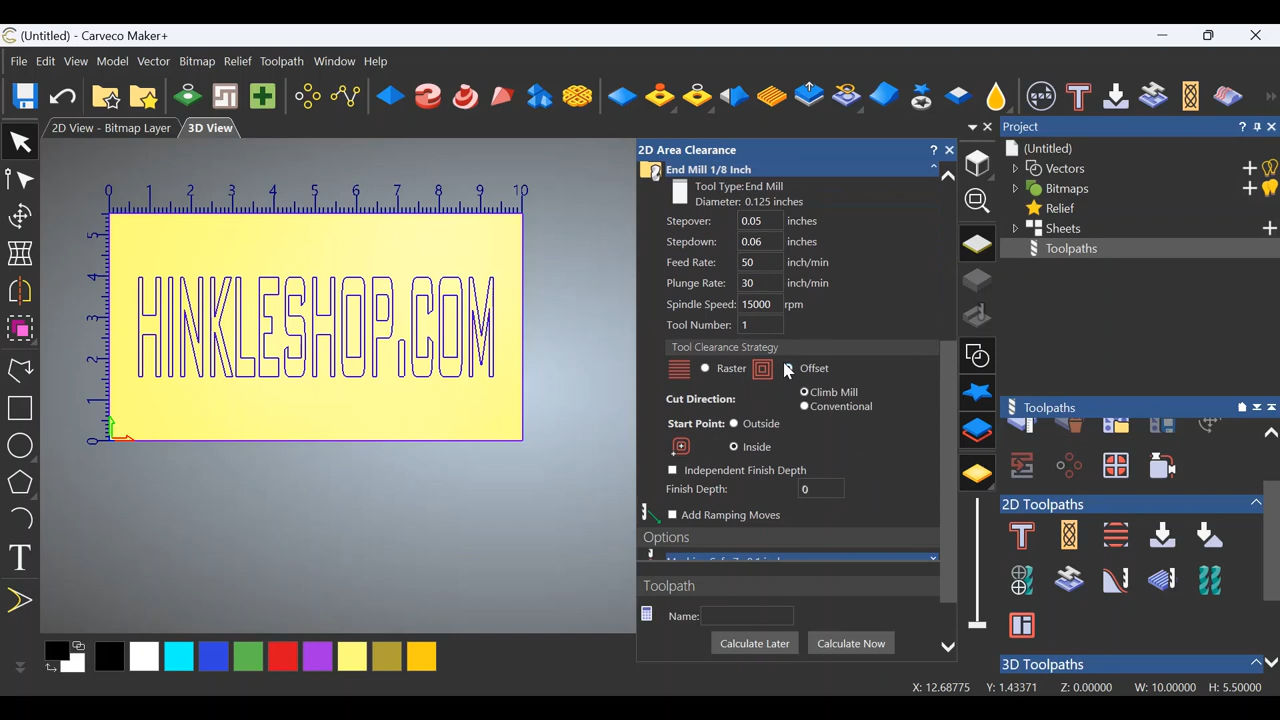 (Untitled) - Carveco Maker+
File Edit View Model Vector Bitmap Relief Toolpath Window Help
2D View - Bitmap Layer 3D View
0 1 2 3 4 5 6 7 8 9 10
5
4
3
2
1
0
HINKLESHOP.COM
2D Area Clearance ?
End Mill 1/8 Inch
Tool Type: End Mill
Diameter: 0.125 inches
Stepover: 0.05 inches
Stepdown: 0.06 inches
Feed Rate: 50 inch/min
Plunge Rate: 30 inch/min
Spindle Speed: 15000 rpm
Tool Number: 1
Tool Clearance Strategy
Raster Offset
Cut Direction: Climb Mill
Conventional
Start Point: Outside
Inside
Independent Finish Depth
Finish Depth: 0
Add Ramping Moves
Options
Toolpath
Name:
Calculate Later Calculate Now
Project ?
(Untitled)
Vectors
Bitmaps
Relief
Sheets
Toolpaths
Toolpaths
2D Toolpaths
3D Toolpaths
X: 12.68775 Y: 1.43371 Z: 0.00000 W: 10.00000 H: 5.50000